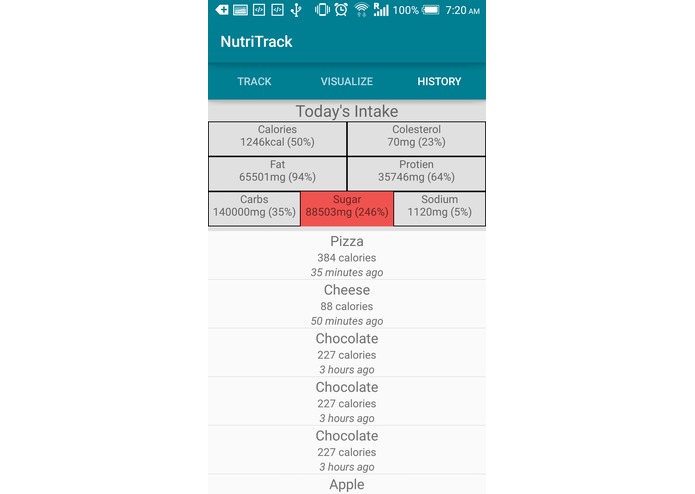 R 100% 7:20 AM
NutriTrack
TRACK VISUALIZE HISTORY
Today's Intake
Calories Colesterol
1246kcal (50%) 70mg (23%)
Fat Protien
65501mg (94%) 35746mg (64%)
Carbs Sugar Sodium
140000mg (35%) 88503mg (246%) 1120mg (5%)
Pizza
384 calories
35 minutes ago
Cheese
88 calories
50 minutes ago
Chocolate
227 calories
3 hours ago
Chocolate
227 calories
3 hours ago
Chocolate
227 calories
3 hours ago
Apple